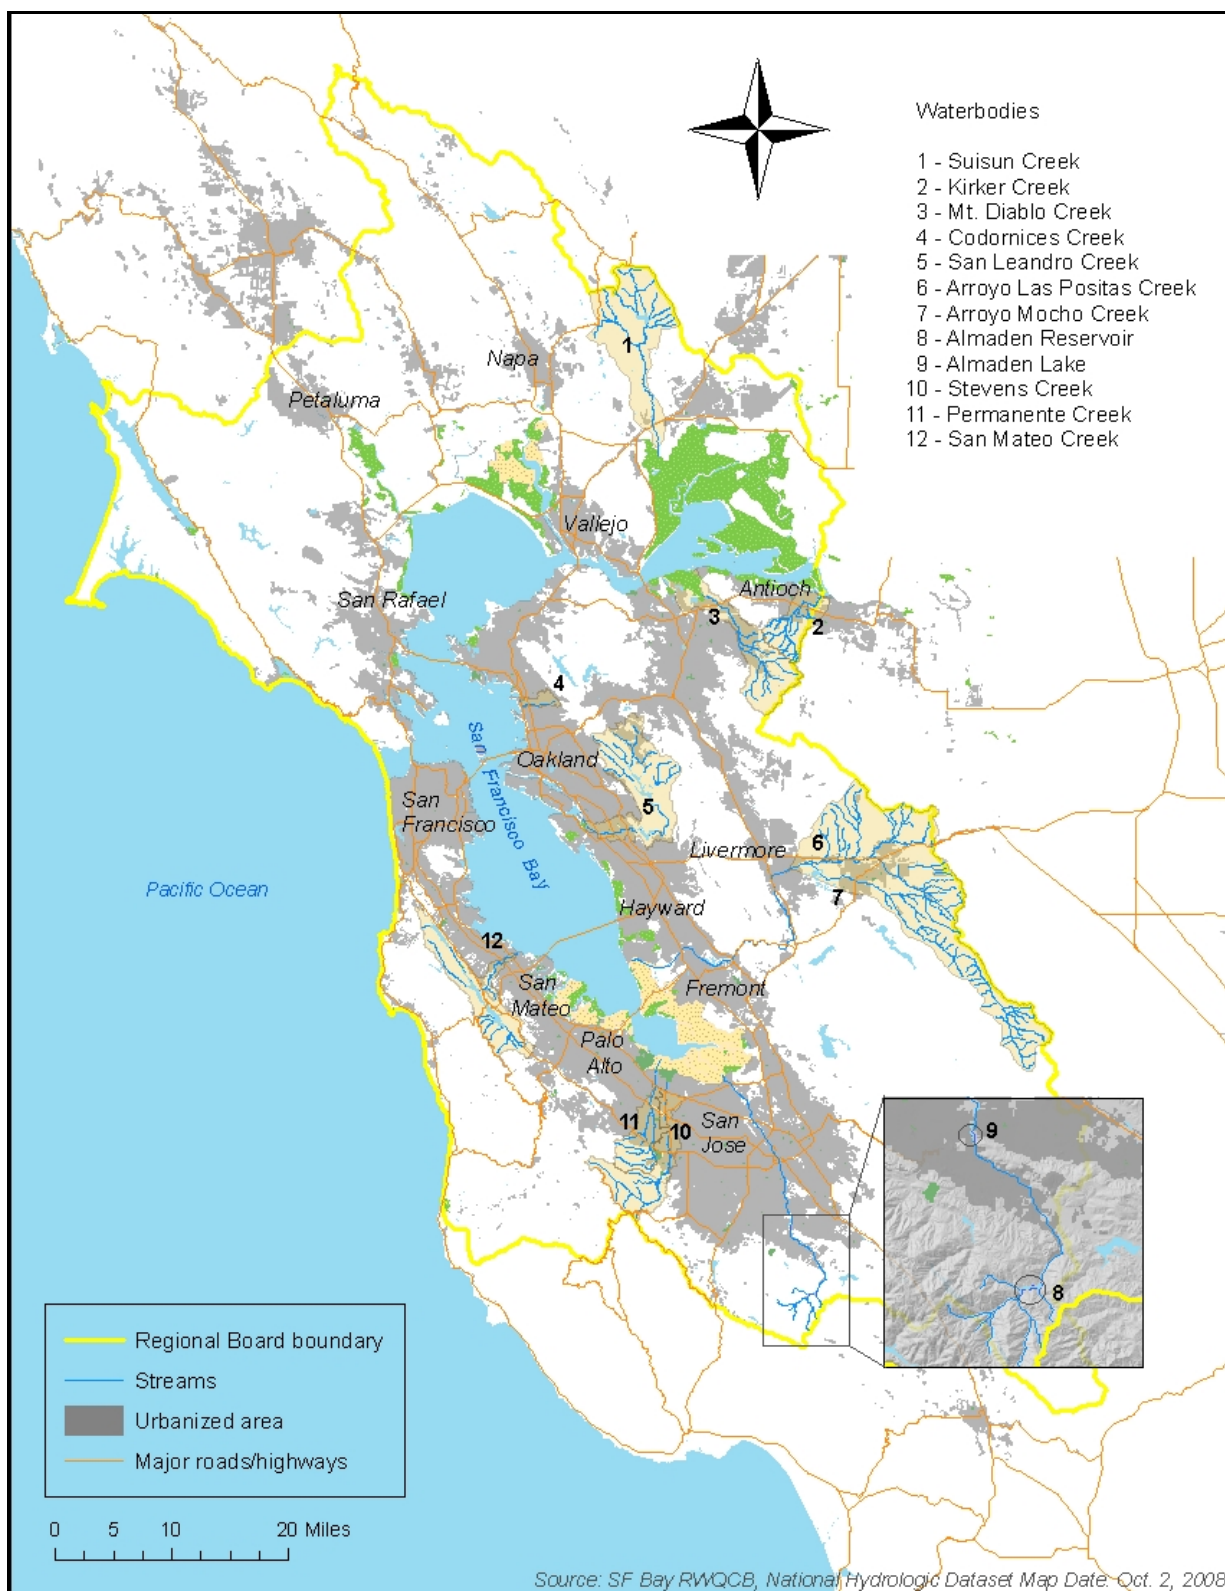 Waterbodies
1 - Suisun Creek
2 - Kirker Creek
3 - Mt. Diablo Creek
4 - Codornices Creek
5 - San Leandro Creek
6 - Arroyo Las Positas Creek
7 - Arroyo Mocho Creek
8 - Almaden Reservoir
9 - Almaden Lake
10 - Stevens Creek
11 - Permanente Creek
12 - San Mateo Creek
1
Napa
Petaluma
Vallejo
Antioch
San Rafael
3
2
4
San Francisco Bay
Oakland
San
Francisco
5
6
Livermore
Pacific Ocean
7
Hayward
12
San
Mateo
Fremont
Palo
Alto
11
10
San
Jose
9
8
Regional Board boundary
Streams
Urbanized area
Major roads/highways
0 5 10 20 Miles
Source: SF Bay RWQCB, National Hydrologic Dataset Map Date: Oct. 2, 2008